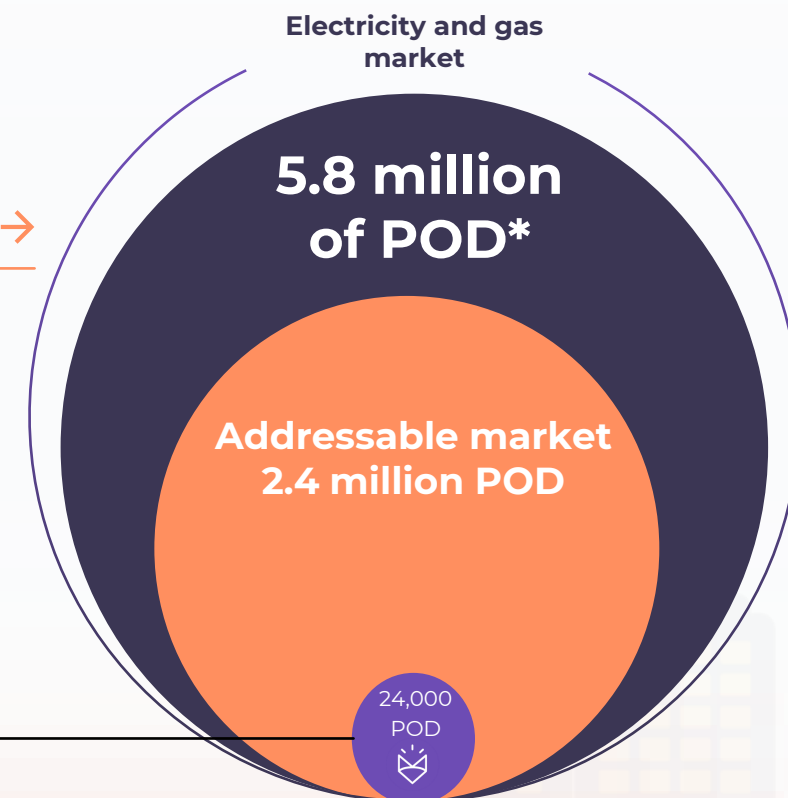 Electricity and gas
market
5.8 million
of POD*
Addressable market
2.4 million POD
24,000
POD